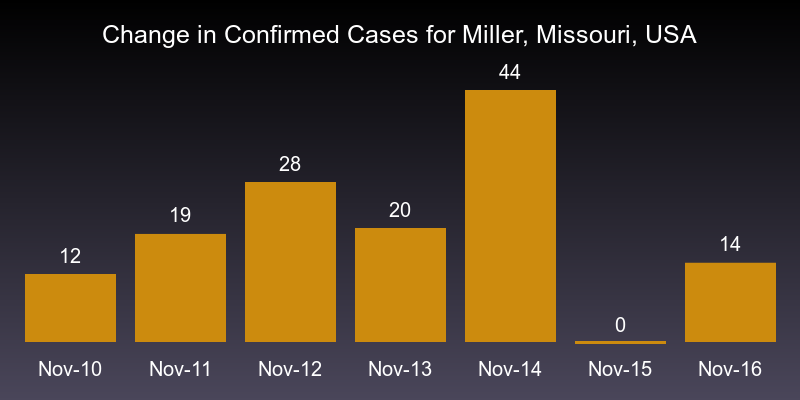 Change in Confirmed Cases for Miller, Missouri, USA
12
19
28
20
44
0
14
Nov-10
Nov-11
Nov-12
Nov-13
Nov-14
Nov-15
Nov-16